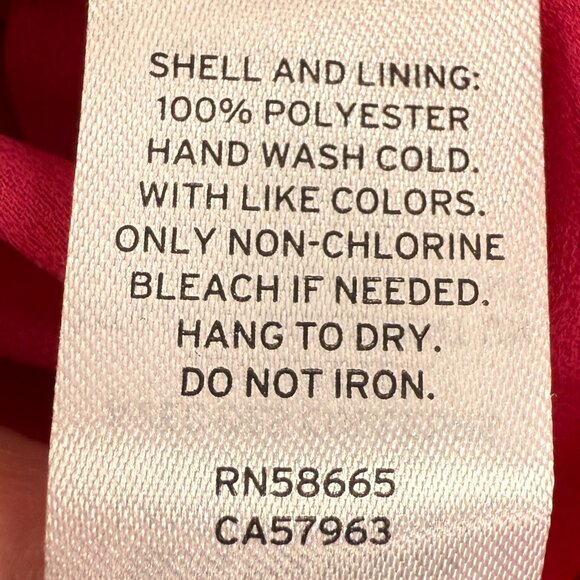 SHELL AND LINING:
100% POLYESTER
HAND WASH COLD.
WITH LIKE COLORS.
ONLY NON-CHLORINE
BLEACH IF NEEDED.
HANG TO DRY.
DO NOT IRON.
RN58665
CA57963